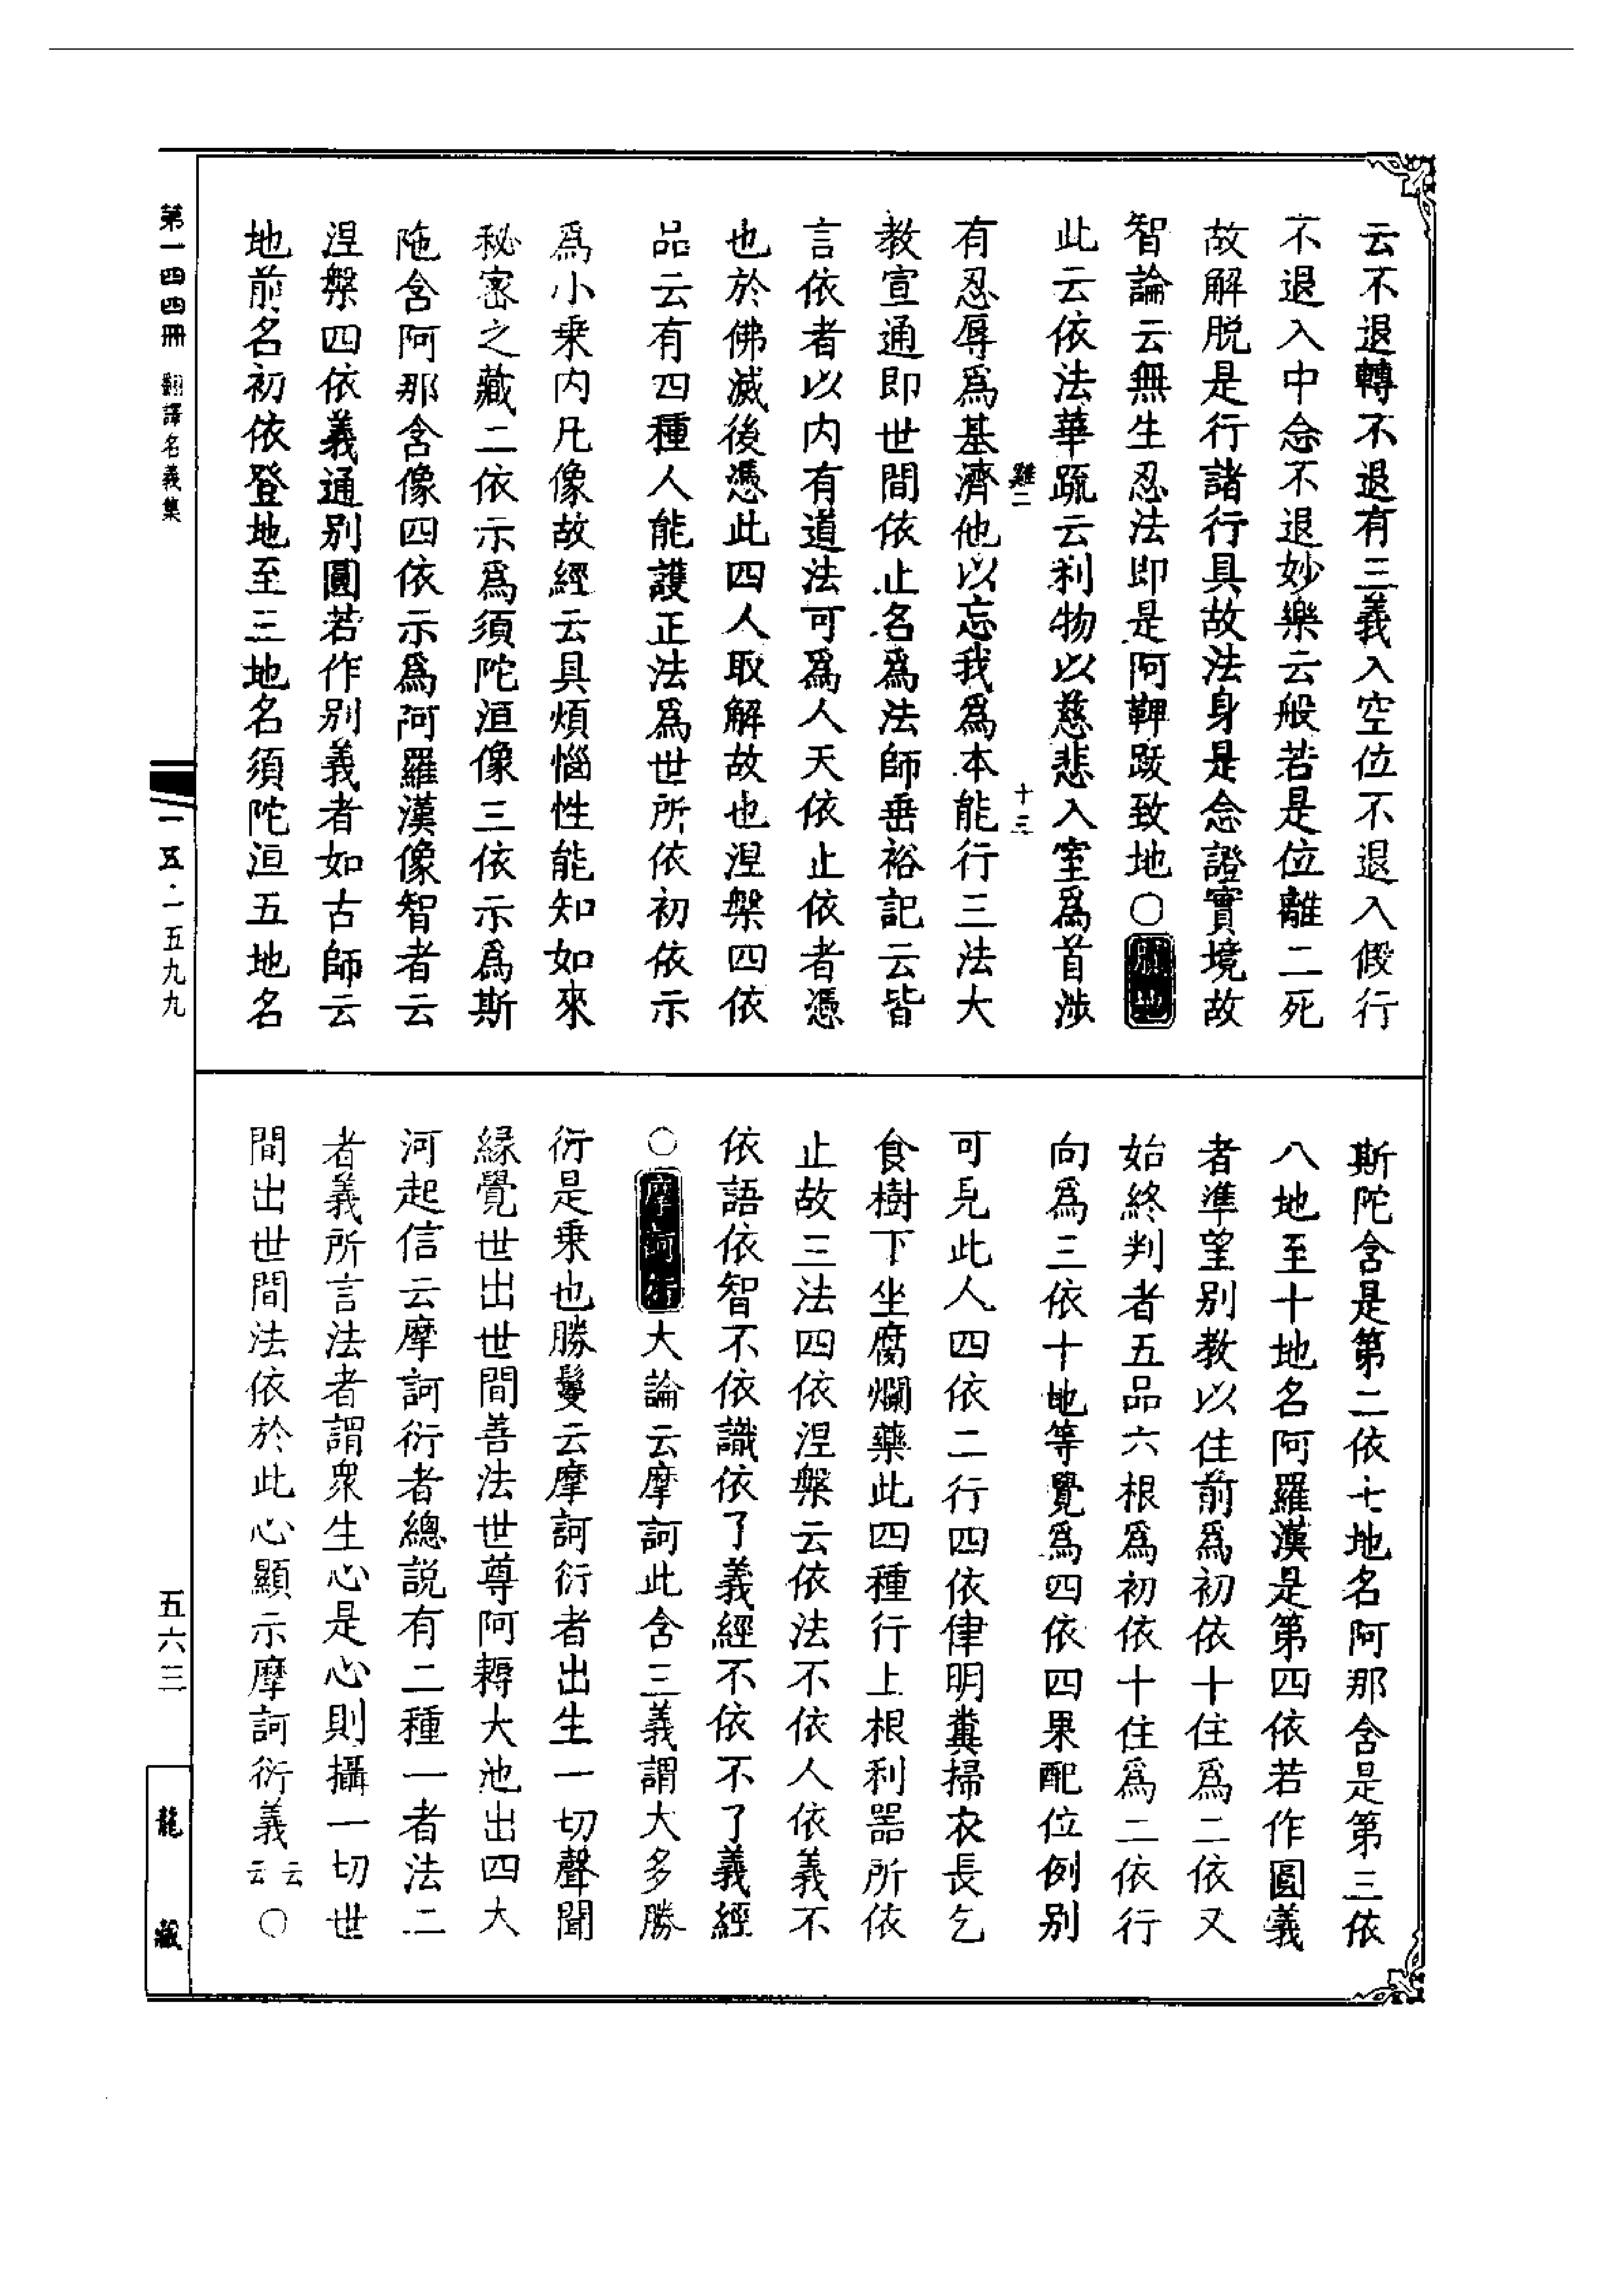 云不退轉不退有三義入空位不退入假行
不退入中念不退妙樂云般若是位離二死
故解脱是行諸行具故法身是念證實境故
智論云無生忍法即是阿鞞跋致地○
此云依法華䟽云利物以慈悲入室爲首涉
雞二
十三
有忍辱爲基濟他以忘我爲本能行三法大
教宣通即世間依止名爲法師垂裕記云皆
言依者以内有道法可爲人天依止依者憑
也於佛滅後憑此四人取解故也涅槃四依
品云有四種人能護正法爲世所依初依示
爲小乗内凡像故經云具煩惱性能知如來
秘密之藏二依示爲須陀洹像三依示爲斯
陁含阿那含像四依示爲阿羅漢像智者云
涅槃四依義通别圓若作别義者如古師云
地前名初依登地至三地名須陀洹五地名
斯陀含是第二依七地名阿那含是第三依
八地至十地名阿羅漢是第四依若作圓義
者準望别教以住前爲初依十住爲二依又
始終判者五品六根爲初依十住爲二依行
向爲三依十地等覺爲四依四果配位例别
可見此人四依二行四依律明糞掃衣長乞
食樹下坐腐爛藥此四種行上根利噐所依
止故三法四依涅槃云依法不依人依義不
依語依智不依識依了義經不依不了義經
○摩訶衍大論云摩訶此含三義謂大多勝
衍是乗也勝鬘云摩訶衍者出生一切聲聞
緣覺世出世間善法世尊阿耨大池出四大
河起信云摩訶衍者總説有二種一者法二
者義所言法者謂衆生心是心則攝一切世
間出世間法依於此心顯示摩訶衍義云云○
第一四四冊 翻譯名義集
一五·一五九九
五六三
龍藏